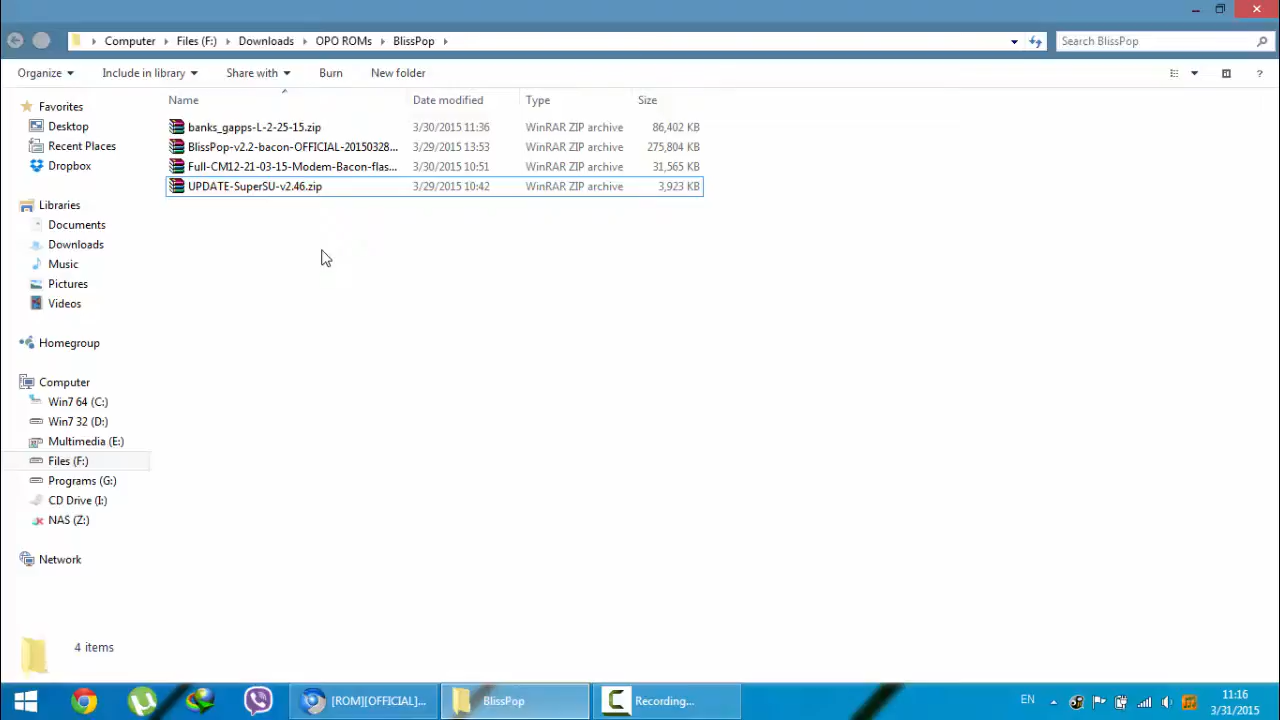 Computer Files (F:) Downloads OPO ROMs BlissPop
Search BlissPop
Organize Include in library Share with Burn New folder
Name Date modified Type Size
banks_gapps-L-2-25-15.zip 3/30/2015 11:36 WinRAR ZIP archive 86,402 KB
BlissPop-v2.2-bacon-OFFICIAL-20150328... 3/29/2015 13:53 WinRAR ZIP archive 275,804 KB
Full-CM12-21-03-15-Modem-Bacon-flas... 3/30/2015 10:51 WinRAR ZIP archive 31,565 KB
UPDATE-SuperSU-v2.46.zip 3/29/2015 10:42 WinRAR ZIP archive 3,923 KB
Favorites
Desktop
Recent Places
Dropbox
Libraries
Documents
Downloads
Music
Pictures
Videos
Homegroup
Computer
Win7 64 (C:)
Win7 32 (D:)
Multimedia (E:)
Files (F:)
Programs (G:)
CD Drive (I:)
NAS (Z:)
Network
4 items
[ROM][OFFICIAL]... BlissPop Recording...
EN
11:16
3/31/2015